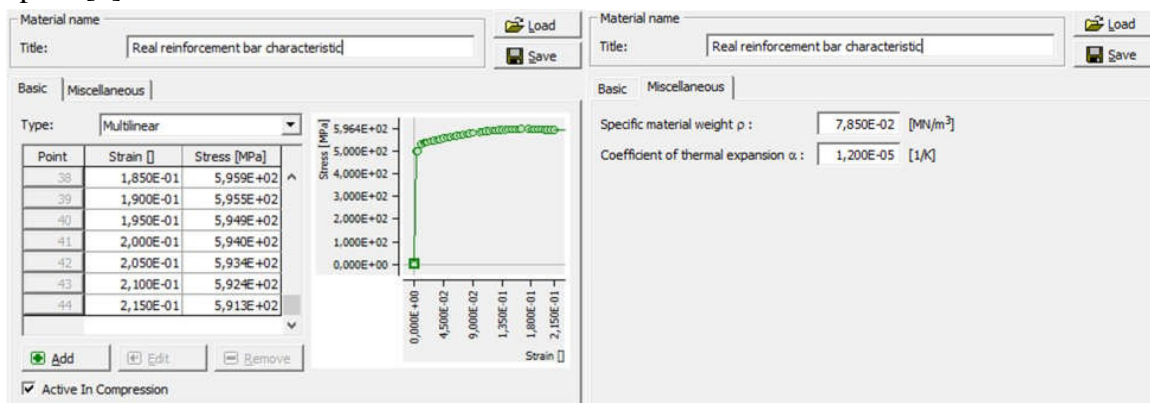 Material name
Load
Title: Real reinforcement bar characteristic
Save
Basic Miscellaneous
Type: Multilinear
Point Strain [] Stress [MPa]
38 1,850E-01 5,959E+02
39 1,900E-01 5,955E+02
40 1,950E-01 5,949E+02
41 2,000E-01 5,940E+02
42 2,050E-01 5,934E+02
43 2,100E-01 5,924E+02
44 2,150E-01 5,913E+02
Add Edit Remove
Active In Compression
Stress [MPa]
5,964E+02
5,000E+02
4,000E+02
3,000E+02
2,000E+02
1,000E+02
0,000E+00
0,000E+00
4,500E-02
9,000E-02
1,350E-01
1,800E-01
2,150E-01
Strain []
Material name
Load
Title: Real reinforcement bar characteristic
Save
Basic Miscellaneous
Specific material weight ρ : 7,850E-02 [MN/m³]
Coefficient of thermal expansion α : 1,200E-05 [1/K]